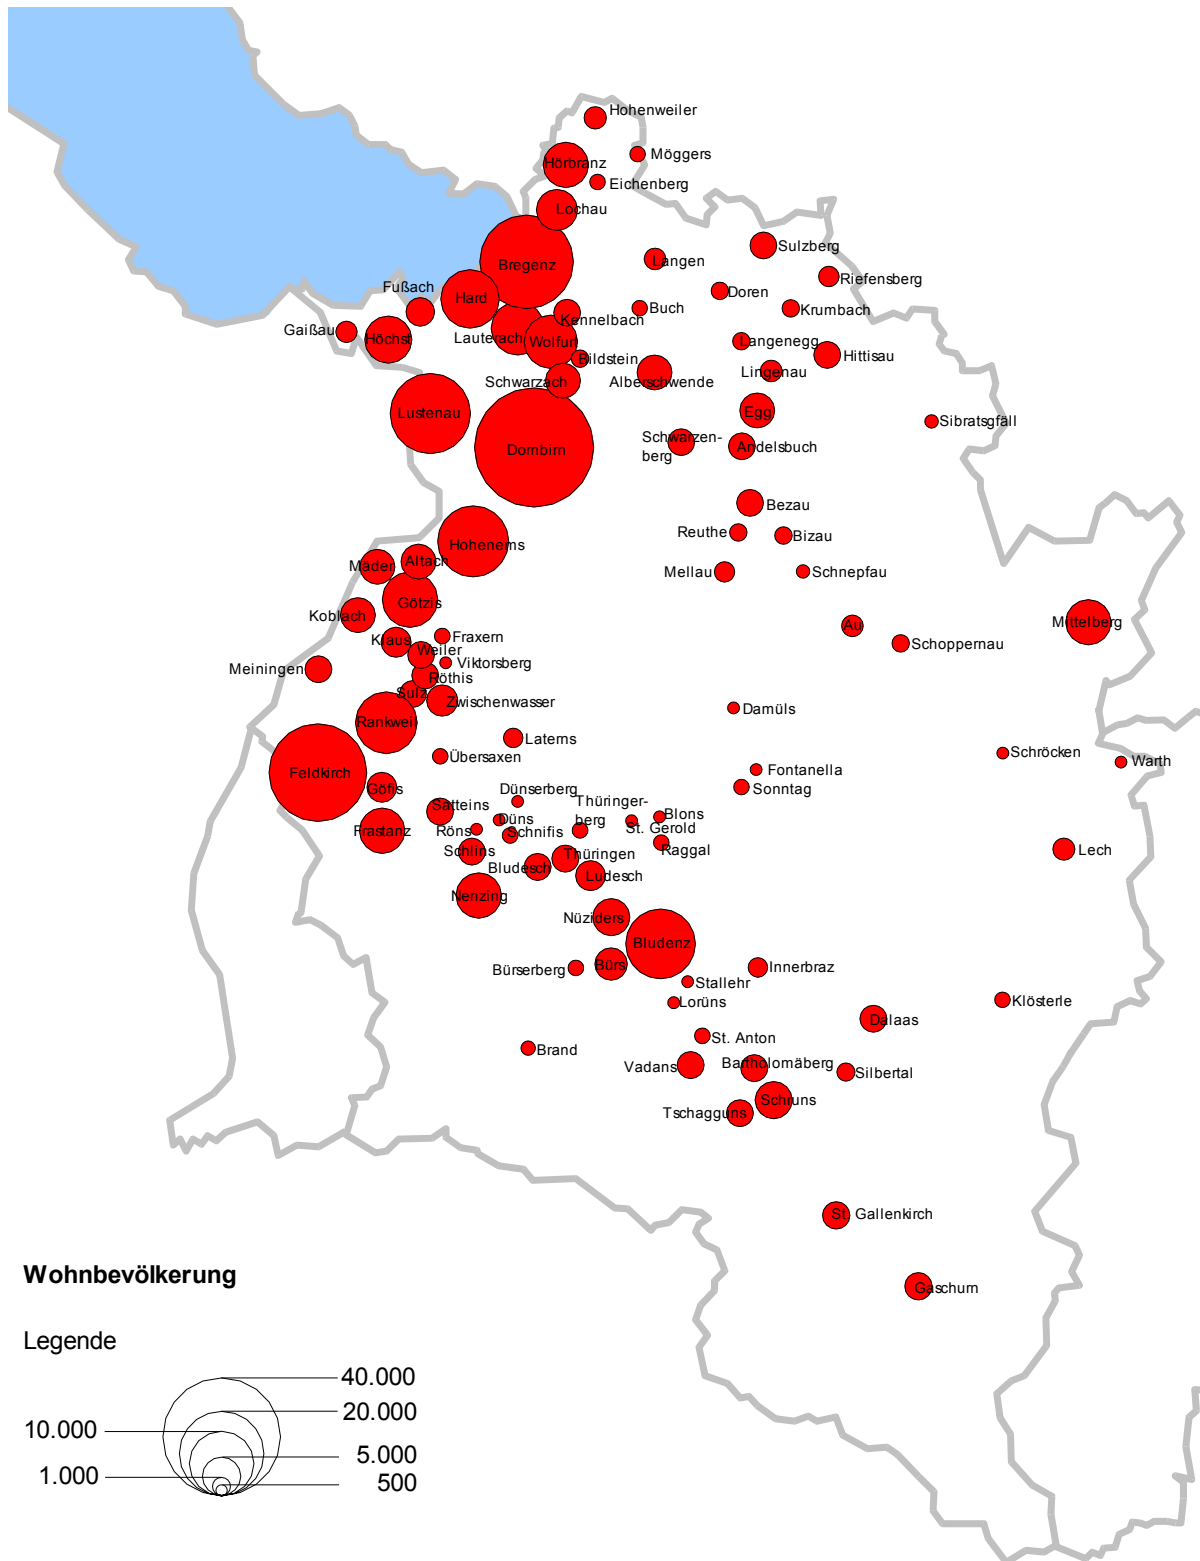 Hohenweiler
Möggers
Hörbranz
Eichenberg
Lochau
Sulzberg
Bregenz
Langen
Riefensberg
Fußach
Hard
Doren
Buch
Krumbach
Kennelbach
Gaißau
Höchst
Lauterach
Wolfurt
Langenegg
Hittisau
Bildstein
Lingenau
Schwarzach
Alberschwende
Lustenau
Egg
Sibratsgfäll
Schwarzen-
berg
Andelsbuch
Dornbirn
Bezau
Reuthe
Bizau
Hohenems
Altach
Mäder
Mellau
Schnepfau
Götzis
Koblach
Au
Mittelberg
Fraxern
Klaus
Schoppernau
Weiler
Viktorsberg
Meiningen
Röthis
Sulz
Zwischenwasser
Damüls
Rankweil
Laterns
Übersaxen
Schröcken
Warth
Feldkirch
Fontanella
Göfis
Dünserberg
Sonntag
Satteins
Thüringer-
berg
Blons
Düns
St. Gerold
Röns
Schnifis
Frastanz
Schlins
Raggal
Lech
Thüringen
Bludesch
Ludesch
Nenzing
Nüziders
Bludenz
Bürs
Bürserberg
Innerbraz
Stallehr
Lorüns
Klösterle
Dalaas
St. Anton
Brand
Vadans
Bartholomäberg
Silbertal
Schruns
Tschagguns
St. Gallenkirch
Gaschurn
Wohnbevölkerung
Legende
40.000
20.000
10.000
5.000
1.000
500